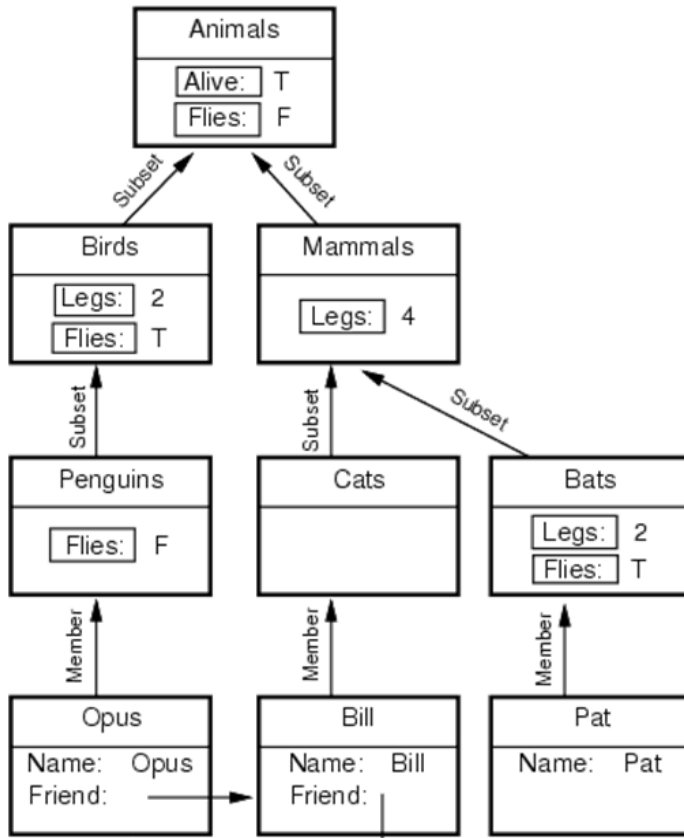 Animals
Alive: T
Flies: F
Subset
Subset
Birds
Legs: 2
Flies: T
Mammals
Legs: 4
Subset
Subset
Subset
Penguins
Flies: F
Cats
Bats
Legs: 2
Flies: T
Member
Member
Member
Opus
Name: Opus
Friend:
Bill
Name: Bill
Friend:
Pat
Name: Pat